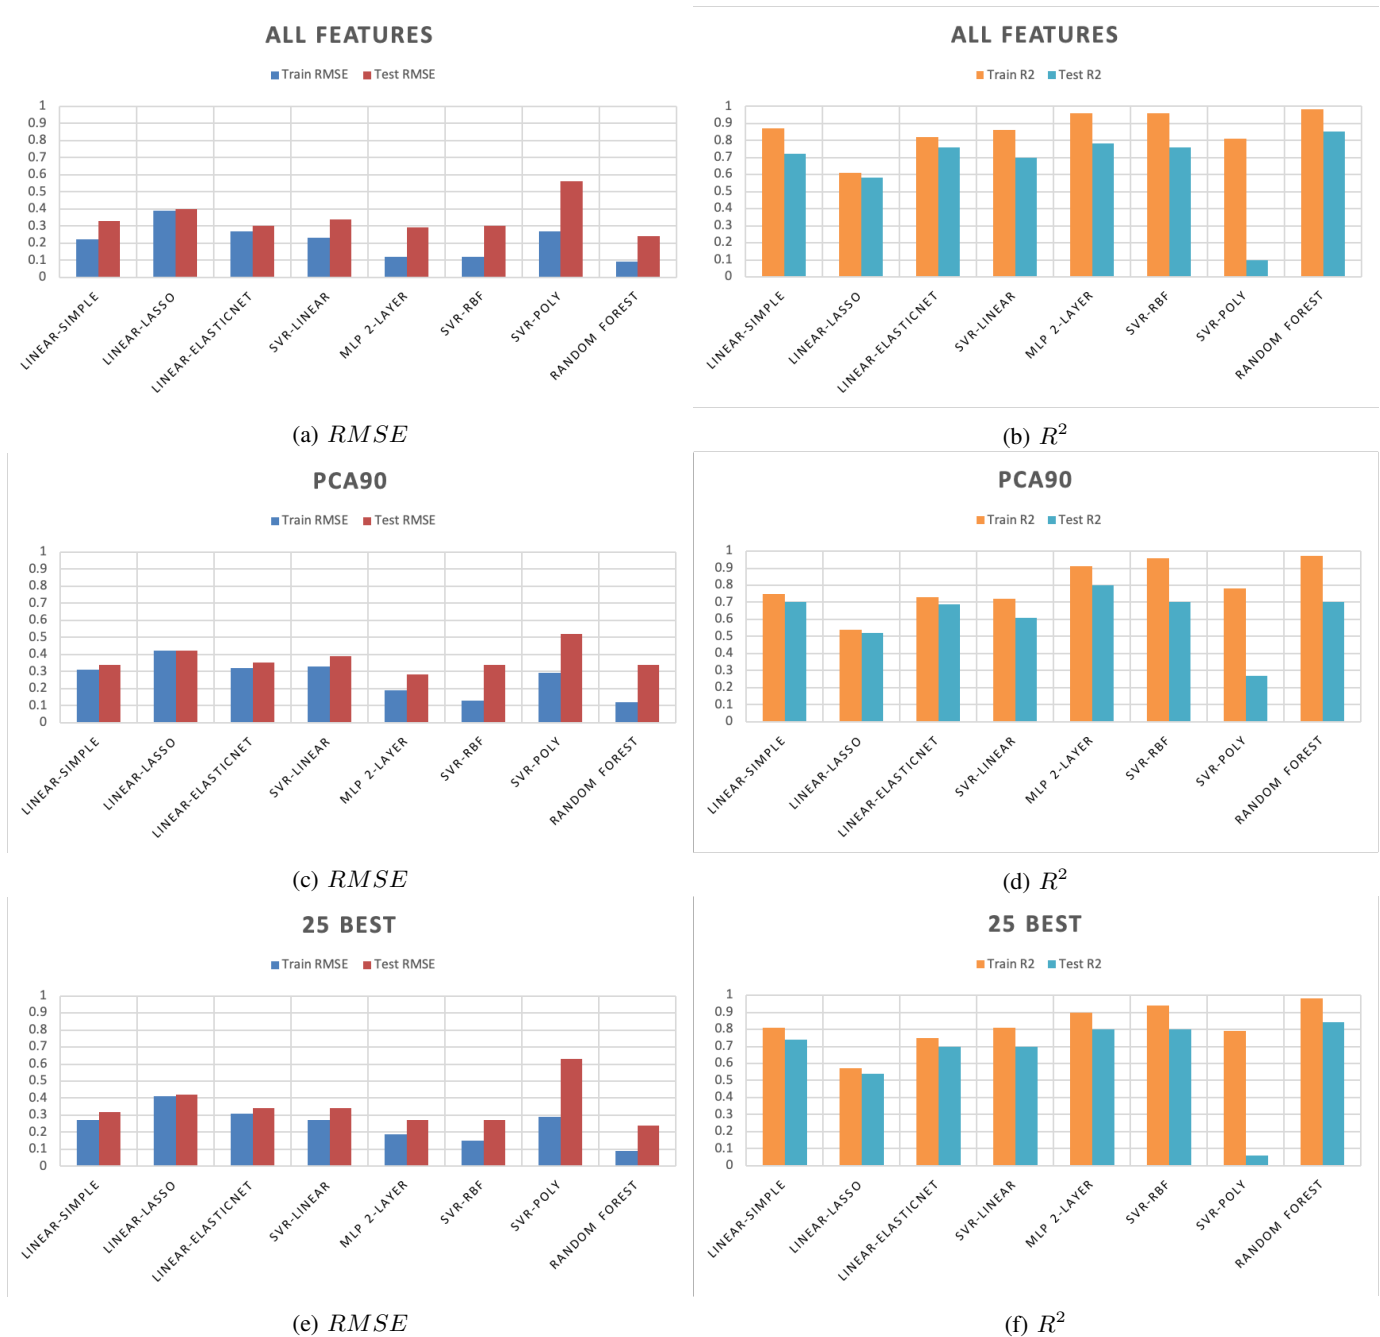 ALL FEATURES
Train RMSE Test RMSE
1
0.9
0.8
0.7
0.6
0.5
0.4
0.3
0.2
0.1
0
LINEAR-SIMPLE
LINEAR-LASSO
LINEAR-ELASTICNET
SVR-LINEAR
MLP 2-LAYER
SVR-RBF
SVR-POLY
RANDOM FOREST
(a) RMSE
ALL FEATURES
Train R2 Test R2
1
0.9
0.8
0.7
0.6
0.5
0.4
0.3
0.2
0.1
0
LINEAR-SIMPLE
LINEAR-LASSO
LINEAR-ELASTICNET
SVR-LINEAR
MLP 2-LAYER
SVR-RBF
SVR-POLY
RANDOM FOREST
(b) R²
PCA90
Train RMSE Test RMSE
1
0.9
0.8
0.7
0.6
0.5
0.4
0.3
0.2
0.1
0
LINEAR-SIMPLE
LINEAR-LASSO
LINEAR-ELASTICNET
SVR-LINEAR
MLP 2-LAYER
SVR-RBF
SVR-POLY
RANDOM FOREST
(c) RMSE
PCA90
Train R2 Test R2
1
0.9
0.8
0.7
0.6
0.5
0.4
0.3
0.2
0.1
0
LINEAR-SIMPLE
LINEAR-LASSO
LINEAR-ELASTICNET
SVR-LINEAR
MLP 2-LAYER
SVR-RBF
SVR-POLY
RANDOM FOREST
(d) R²
25 BEST
Train RMSE Test RMSE
1
0.9
0.8
0.7
0.6
0.5
0.4
0.3
0.2
0.1
0
LINEAR-SIMPLE
LINEAR-LASSO
LINEAR-ELASTICNET
SVR-LINEAR
MLP 2-LAYER
SVR-RBF
SVR-POLY
RANDOM FOREST
(e) RMSE
25 BEST
Train R2 Test R2
1
0.9
0.8
0.7
0.6
0.5
0.4
0.3
0.2
0.1
0
LINEAR-SIMPLE
LINEAR-LASSO
LINEAR-ELASTICNET
SVR-LINEAR
MLP 2-LAYER
SVR-RBF
SVR-POLY
RANDOM FOREST
(f) R²